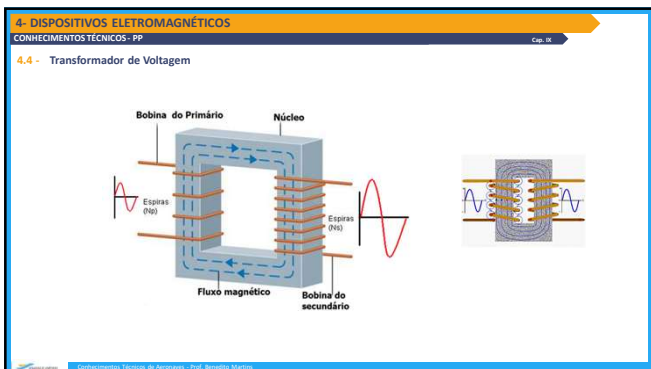 4- DISPOSITIVOS ELETROMAGNÉTICOS
CONHECIMENTOS TÉCNICOS - PP
Cap. IX
4.4 - Transformador de Voltagem
Bobina do Primário
Núcleo
Espiras
(Np)
Espiras
(Ns)
Fluxo magnético
Bobina do
secundário
Conhecimentos Técnicos de Aeronaves - Prof. Benedito Martins